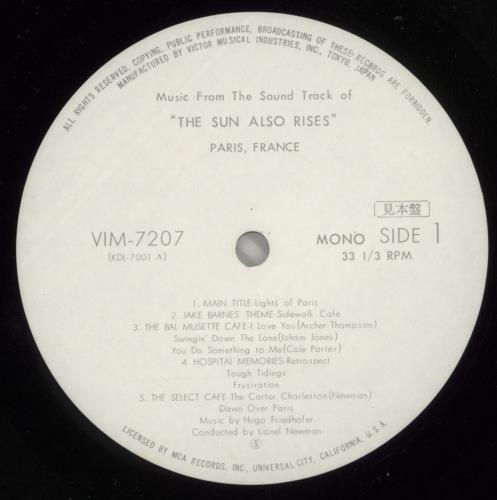 ALL RIGHTS RESERVED, COPYING, PUBLIC PERFORMANCE, BROADCASTING OF THESE RECORDS ARE FORBIDDEN.
MANUFACTURED BY VICTOR MUSICAL INDUSTRIES, INC., TOKYO, JAPAN
Music From The Sound Track of
"THE SUN ALSO RISES"
PARIS, FRANCE
見本盤
VIM-7207 MONO SIDE 1
(KDL-7001-A) 33 1/3 RPM
1. MAIN TITLE-Lights of Paris
2. JAKE BARNES' THEME-Sidewalk Cafe
3. THE BAL MUSETTE CAFE-I Love You(Archer-Thampson)
Swingin' Down The Lane(Isham Jones)
You Do Something to Me(Cole Porter)
4. HOSPITAL MEMORIES-Retrospect
Tough Tidings
Frustration
5. THE SELECT CAFE-The Carter Charleston(Newman)
Dawn Over Paris
Music by Hugo Friedhofer
Conducted by Lionel Newman
Ⓢ
LICENSED BY MCA RECORDS, INC., UNIVERSAL CITY, CALIFORNIA, U.S.A.